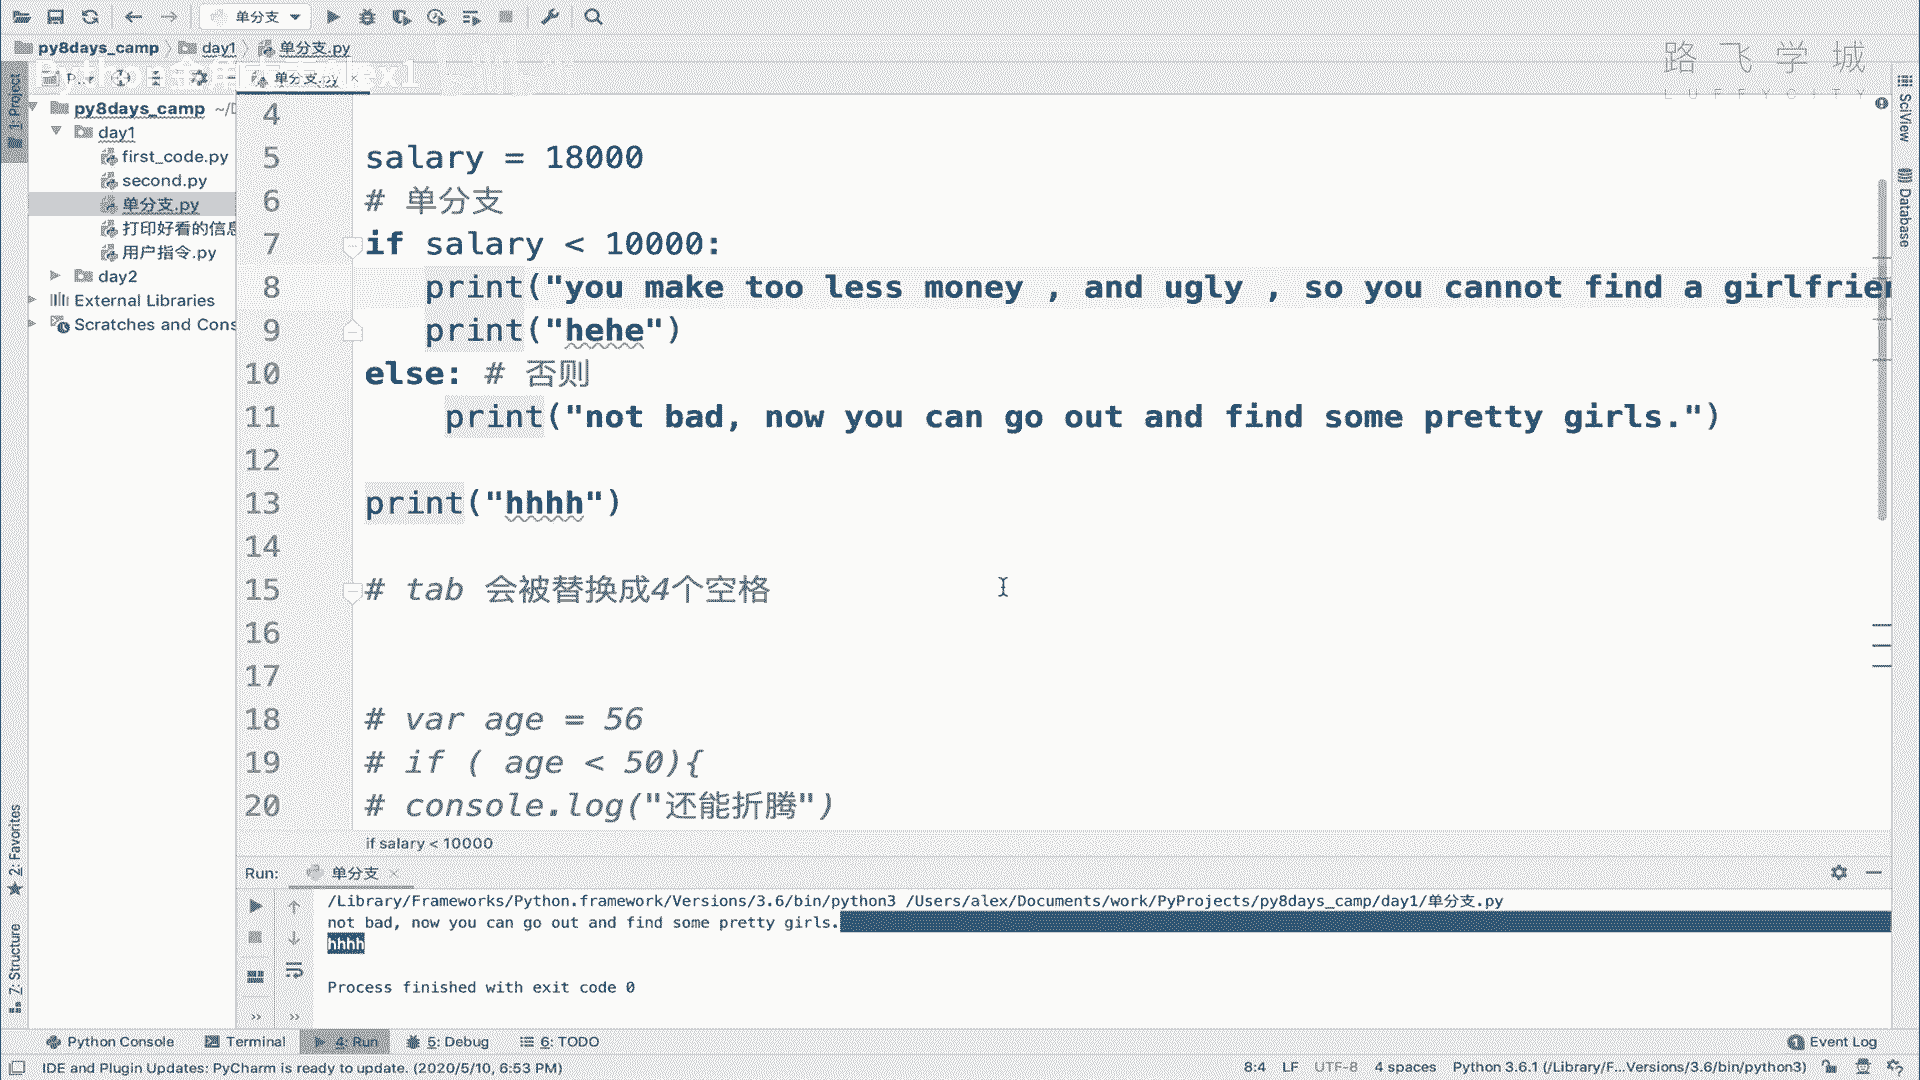 单分支
py8days_camp day1 单分支.py
路飞学城
LUFFYCITY
单分支.py
1: Project
py8days_camp
day1
first_code.py
second.py
单分支.py
打印好看的信息
用户指令.py
day2
External Libraries
Scratches and Cons
4
5 salary = 18000
6 # 单分支
7 if salary < 10000:
8 print("you make too less money , and ugly , so you cannot find a girlfrie
9 print("hehe")
10 else: # 否则
11 print("not bad, now you can go out and find some pretty girls.")
12
13 print("hhhh")
14
15 # tab 会被替换成4个空格
16
17
18 # var age = 56
19 # if ( age < 50){
20 # console.log("还能折腾")
if salary < 10000
SciView
Database
2: Favorites
7: Structure
Run: 单分支
/Library/Frameworks/Python.framework/Versions/3.6/bin/python3 /Users/alex/Documents/work/PyProjects/py8days_camp/day1/单分支.py
not bad, now you can go out and find some pretty girls.
hhhh
Process finished with exit code 0
Python Console Terminal 4: Run 5: Debug 6: TODO Event Log
IDE and Plugin Updates: PyCharm is ready to update. (2020/5/10, 6:53 PM) 8:4 LF UTF-8 4 spaces Python 3.6.1 (/Library/F...Versions/3.6/bin/python3)